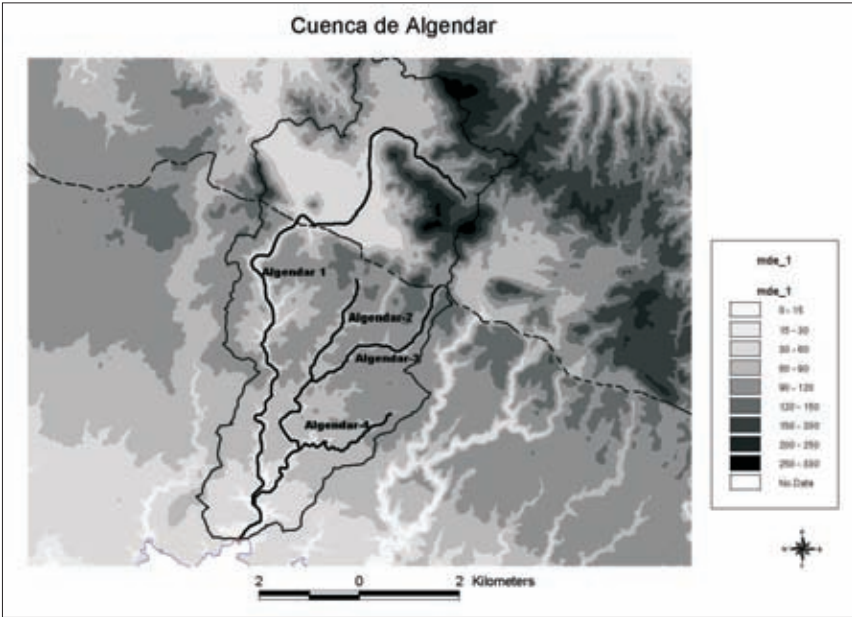 Cuenca de Algendar
Algendar 1
Algendar-2
Algendar-3
Algendar-4
mde_1
mde_1
0 - 15
15 - 30
30 - 60
60 - 90
90 - 120
120 - 150
150 - 200
200 - 250
250 - 330
No Data
2 0 2 Kilometers